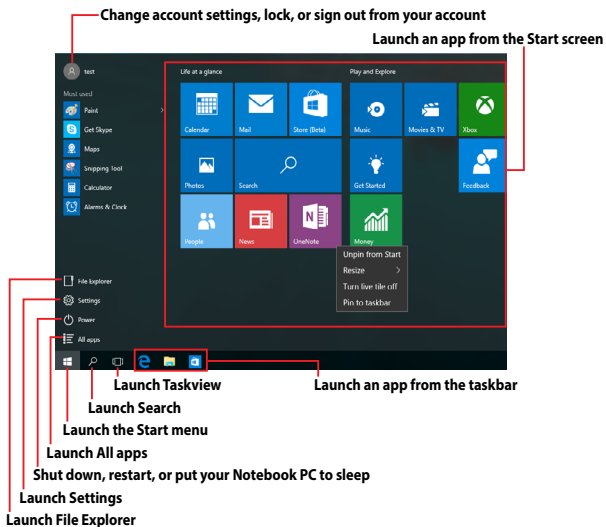 Change account settings, lock, or sign out from your account
Launch an app from the Start screen
test
Life at a glance
Play and Explore
Most used
Paint
Get Skype
Maps
Snipping Tool
Calculator
Alarms & Clock
Calendar
Mail
Store (Beta)
Music
Movies & TV
Xbox
Photos
Search
Get Started
Feedback
People
News
OneNote
Money
Unpin from Start
Resize
Turn live tile off
Pin to taskbar
File Explorer
Settings
Power
All apps
Launch Taskview
Launch an app from the taskbar
Launch Search
Launch the Start menu
Launch All apps
Shut down, restart, or put your Notebook PC to sleep
Launch Settings
Launch File Explorer